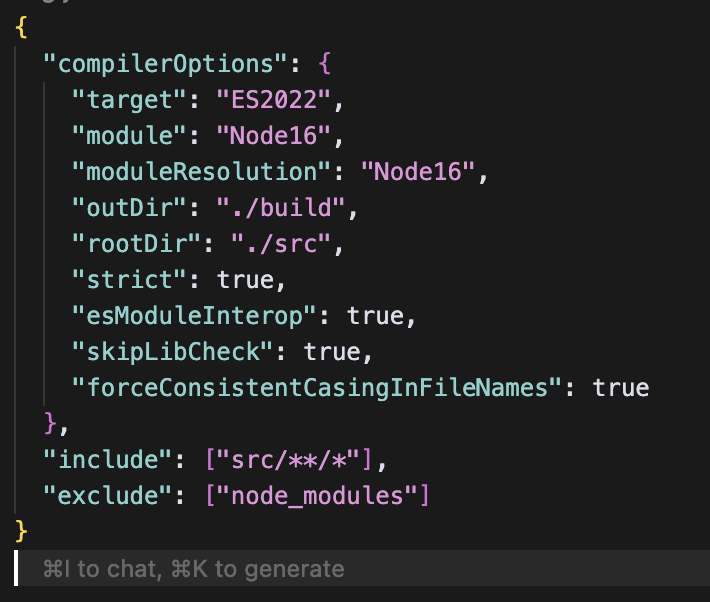 {
"compilerOptions": {
"target": "ES2022",
"module": "Node16",
"moduleResolution": "Node16",
"outDir": "./build",
"rootDir": "./src",
"strict": true,
"esModuleInterop": true,
"skipLibCheck": true,
"forceConsistentCasingInFileNames": true
},
"include": ["src/**/*"],
"exclude": ["node_modules"]
}
⌘I to chat, ⌘K to generate